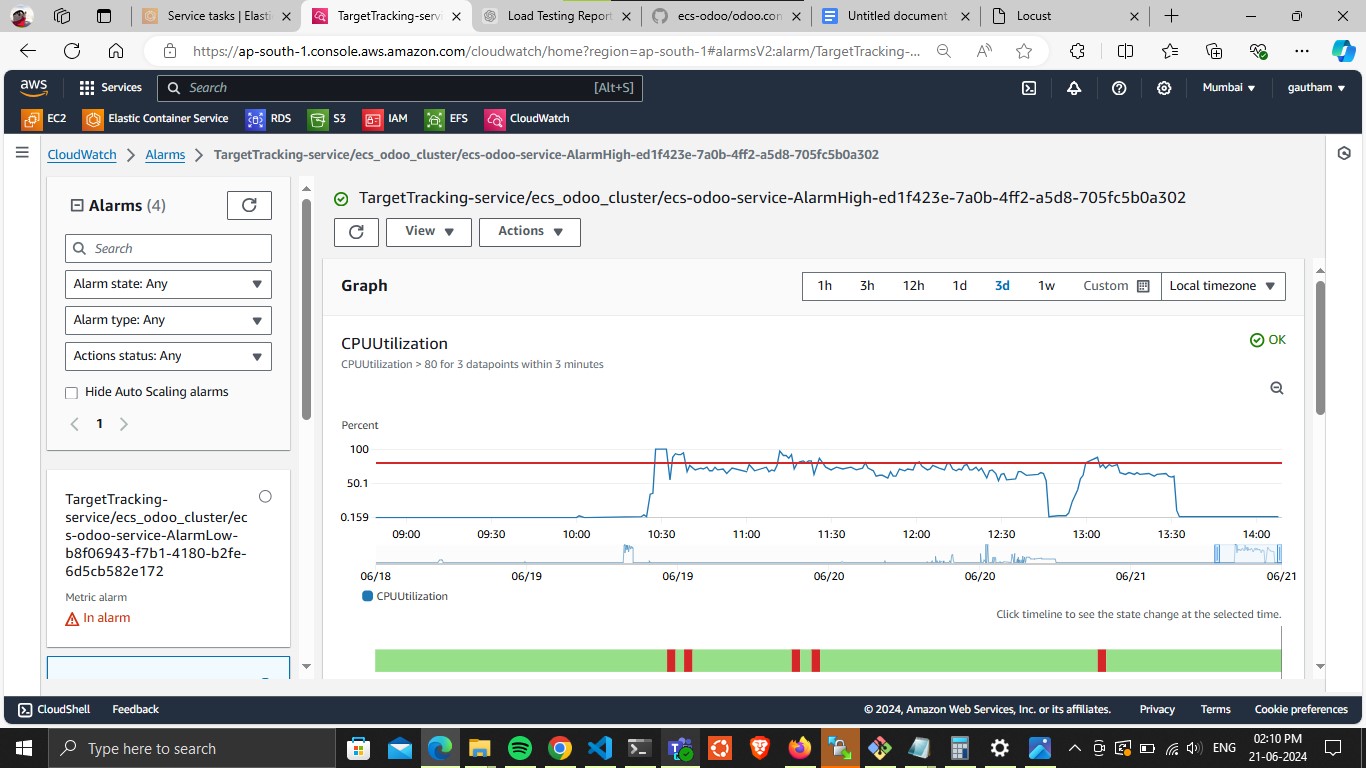 Service tasks | Elasti
TargetTracking-servi
Load Testing Report
ecs-odoo/odoo.con
Untitled document
Locust
https://ap-south-1.console.aws.amazon.com/cloudwatch/home?region=ap-south-1#alarmsV2:alarm/TargetTracking-...
aws
Services
Search
[Alt+S]
Mumbai
gautham
EC2
Elastic Container Service
RDS
S3
IAM
EFS
CloudWatch
CloudWatch
Alarms
TargetTracking-service/ecs_odoo_cluster/ecs-odoo-service-AlarmHigh-ed1f423e-7a0b-4ff2-a5d8-705fc5b0a302
Alarms (4)
Search
Alarm state: Any
Alarm type: Any
Actions status: Any
Hide Auto Scaling alarms
1
TargetTracking-
service/ecs_odoo_cluster/ec
s-odoo-service-AlarmLow-
b8f06943-f7b1-4180-b2fe-
6d5cb582e172
Metric alarm
In alarm
TargetTracking-service/ecs_odoo_cluster/ecs-odoo-service-AlarmHigh-ed1f423e-7a0b-4ff2-a5d8-705fc5b0a302
View
Actions
Graph
1h 3h 12h 1d 3d 1w Custom Local timezone
CPUUtilization
OK
CPUUtilization > 80 for 3 datapoints within 3 minutes
Percent
100
50.1
0.159
09:00 09:30 10:00 10:30 11:00 11:30 12:00 12:30 13:00 13:30 14:00
06/18 06/19 06/19 06/20 06/20 06/21 06/21
CPUUtilization
Click timeline to see the state change at the selected time.
CloudShell
Feedback
© 2024, Amazon Web Services, Inc. or its affiliates.
Privacy
Terms
Cookie preferences
Type here to search
ENG
02:10 PM
21-06-2024